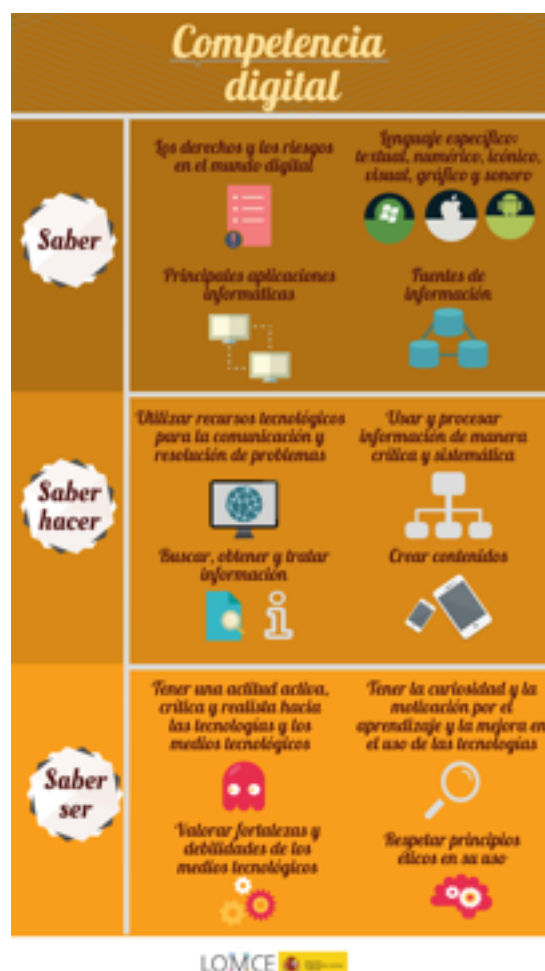 Competencia
digital
Saber
Los derechos y los riesgos
en el mundo digital
Lenguaje específico:
textual, numérico, icónico,
visual, gráfico y sonoro
Principales aplicaciones
informáticas
Fuentes de
información
Saber
hacer
Utilizar recursos tecnológicos
para la comunicación y
resolución de problemas
Usar y procesar
información de manera
crítica y sistemática
Buscar, obtener y tratar
información
Crear contenidos
Saber
ser
Tener una actitud activa,
crítica y realista hacia
las tecnologías y los
medios tecnológicos
Tener la curiosidad y la
motivación por el
aprendizaje y la mejora en
el uso de las tecnologías
Valorar fortalezas y
debilidades de los
medios tecnológicos
Respetar principios
éticos en su uso
LOMCE